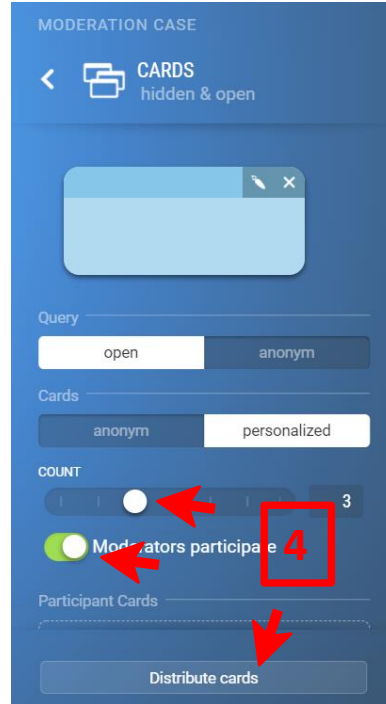 MODERATION CASE
CARDS
hidden & open
Query
open anonym
Cards
anonym personalized
COUNT
3
Moderators participate
4
Participant Cards
Distribute cards